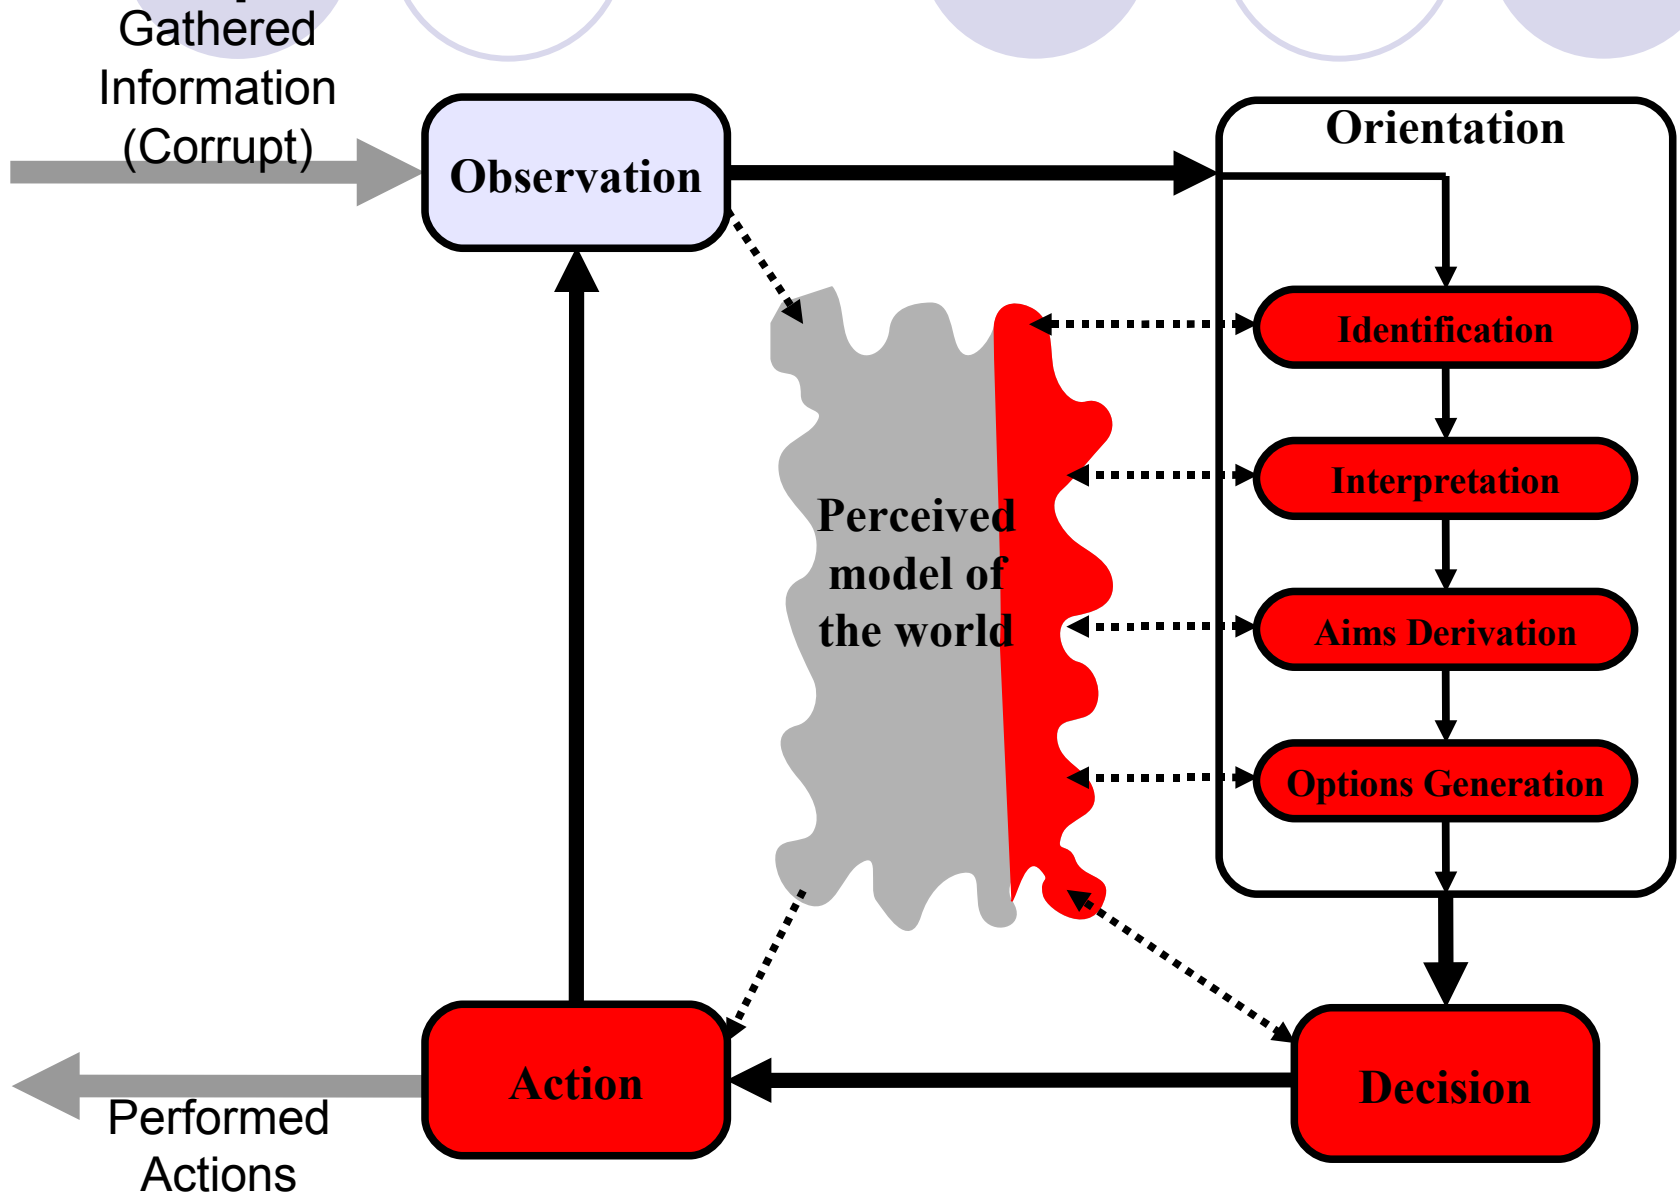 Gathered
Information
(Corrupt)
Observation
Orientation
Identification
Interpretation
Aims Derivation
Options Generation
Perceived
model of
the world
Action
Decision
Performed
Actions